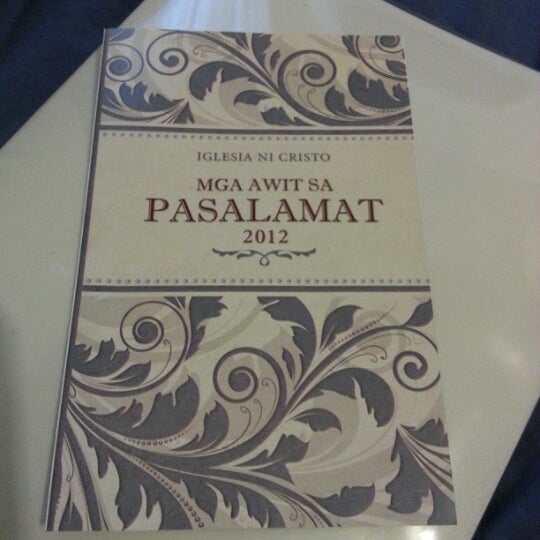 IGLESIA NI CRISTO
MGA AWIT SA
PASALAMAT
2012